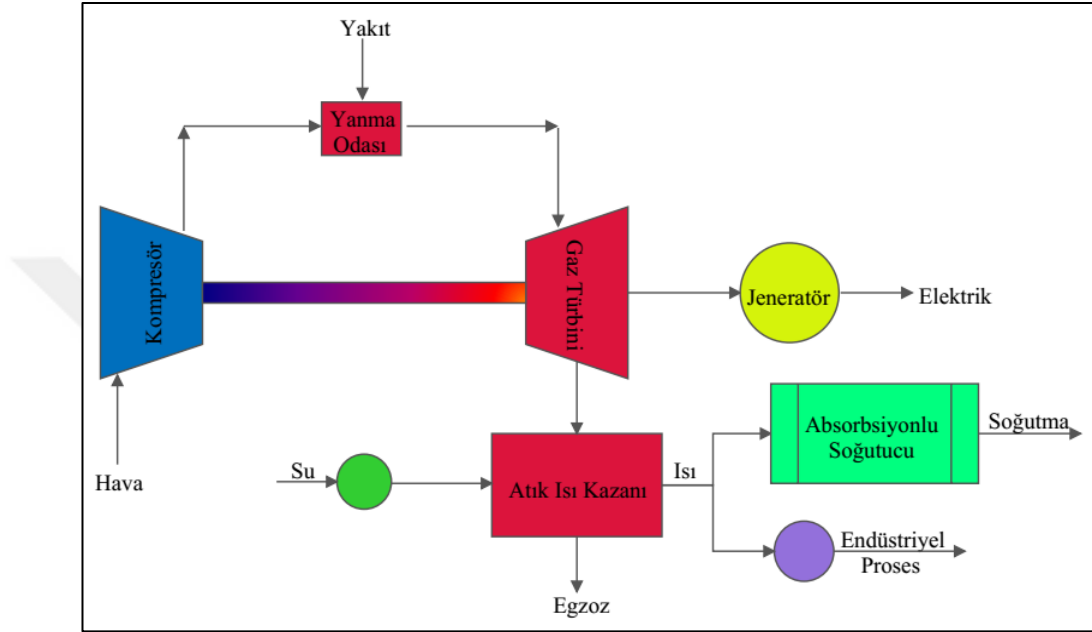 Yakıt
Yanma
Odası
Kompresör
Gaz Türbini
Jeneratör
Elektrik
Hava
Su
Atık Isı Kazanı
Isı
Absorbsiyonlu
Soğutucu
Soğutma
Endüstriyel
Proses
Egzoz